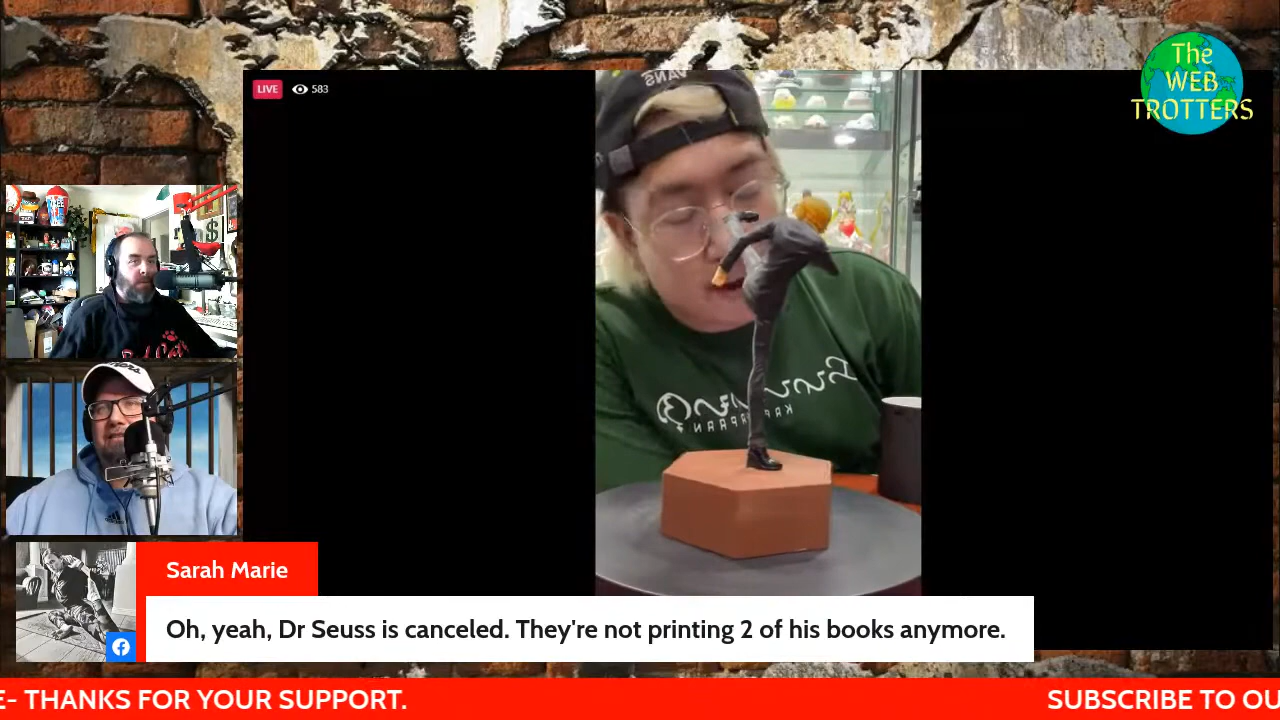 LIVE 583
The
WEB
TROTTERS
VANS
Sarah Marie
Oh, yeah, Dr Seuss is canceled. They're not printing 2 of his books anymore.
E- THANKS FOR YOUR SUPPORT.
SUBSCRIBE TO OU